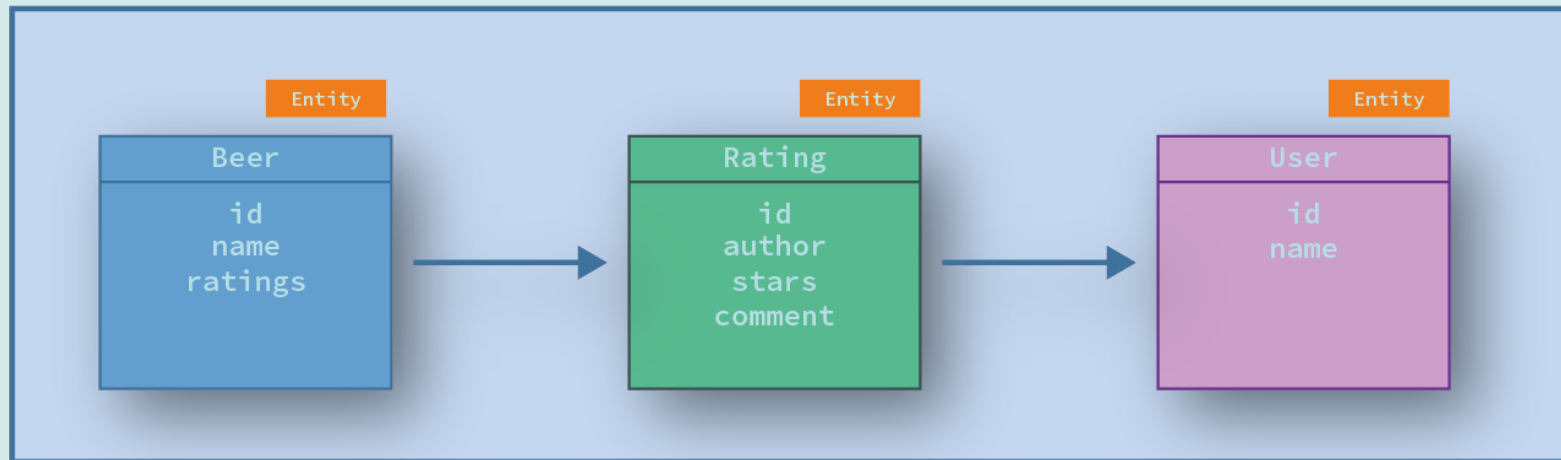 Entity
Beer
id
name
ratings
Entity
Rating
id
author
stars
comment
Entity
User
id
name